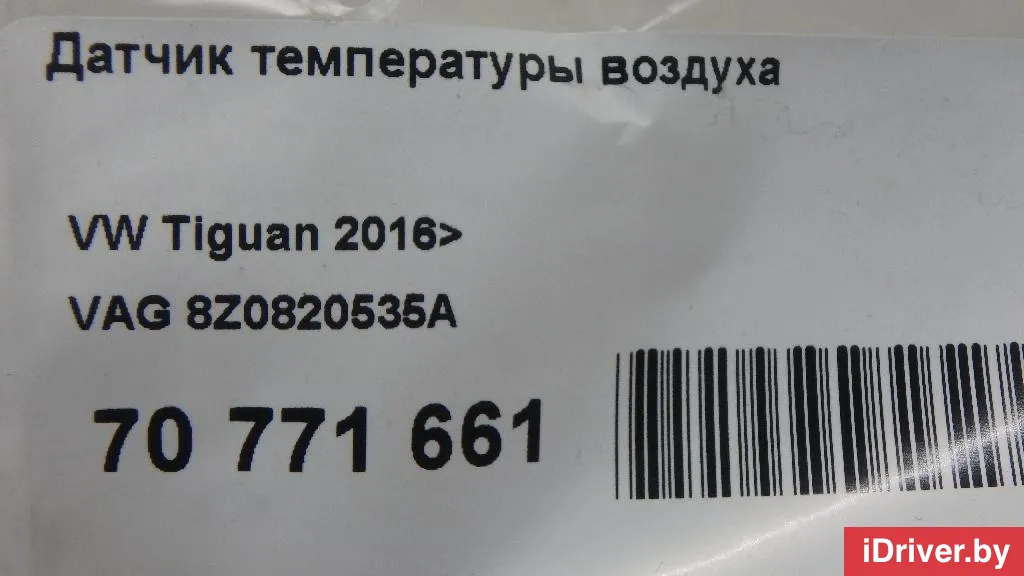 Датчик температуры воздуха
VW Tiguan 2016>
VAG 8Z0820535A
70 771 661
iDriver.by